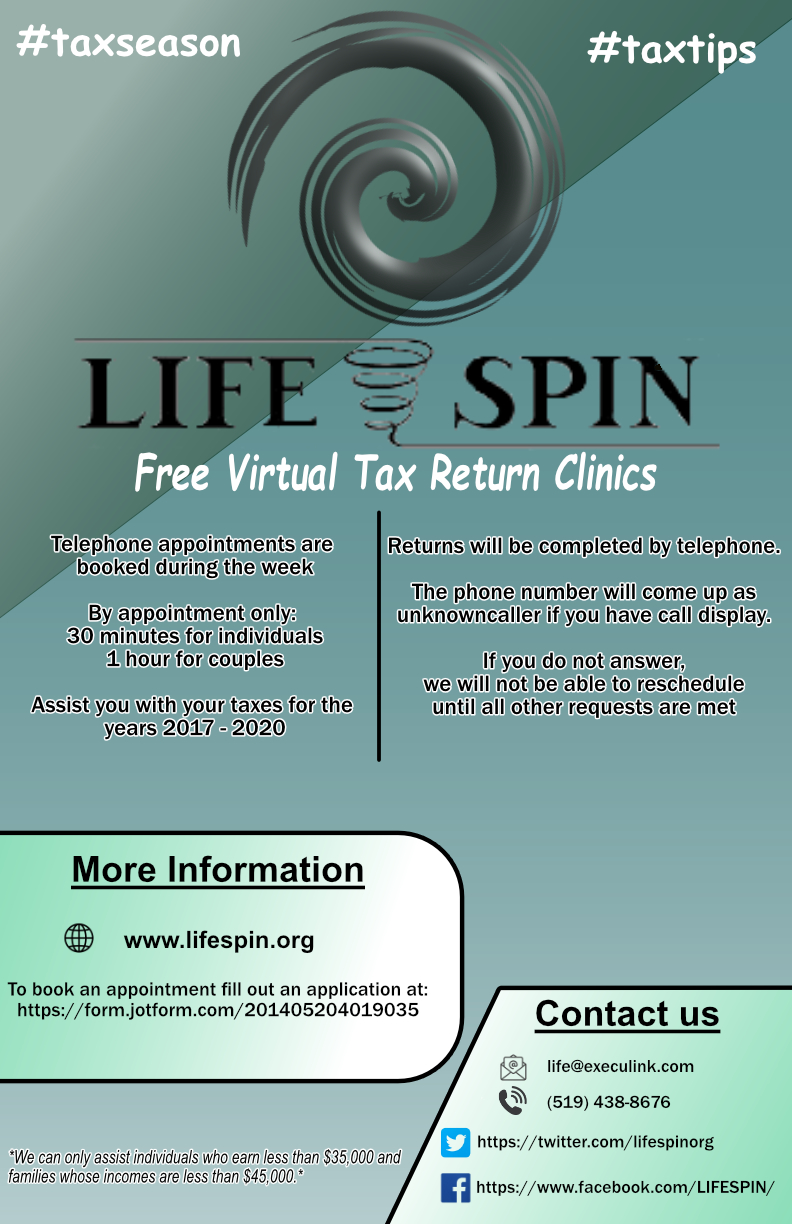 #taxseason
#taxtips
LIFE SPIN
Free Virtual Tax Return Clinics
Telephone appointments are
booked during the week
By appointment only:
30 minutes for individuals
1 hour for couples
Assist you with your taxes for the
years 2017 - 2020
Returns will be completed by telephone.
The phone number will come up as
unknowncaller if you have call display.
If you do not answer,
we will not be able to reschedule
until all other requests are met
More Information
www.lifespin.org
To book an appointment fill out an application at:
https://form.jotform.com/201405204019035
Contact us
life@execulink.com
(519) 438-8676
https://twitter.com/lifespinorg
https://www.facebook.com/LIFESPIN/
*We can only assist individuals who earn less than $35,000 and
families whose incomes are less than $45,000.*